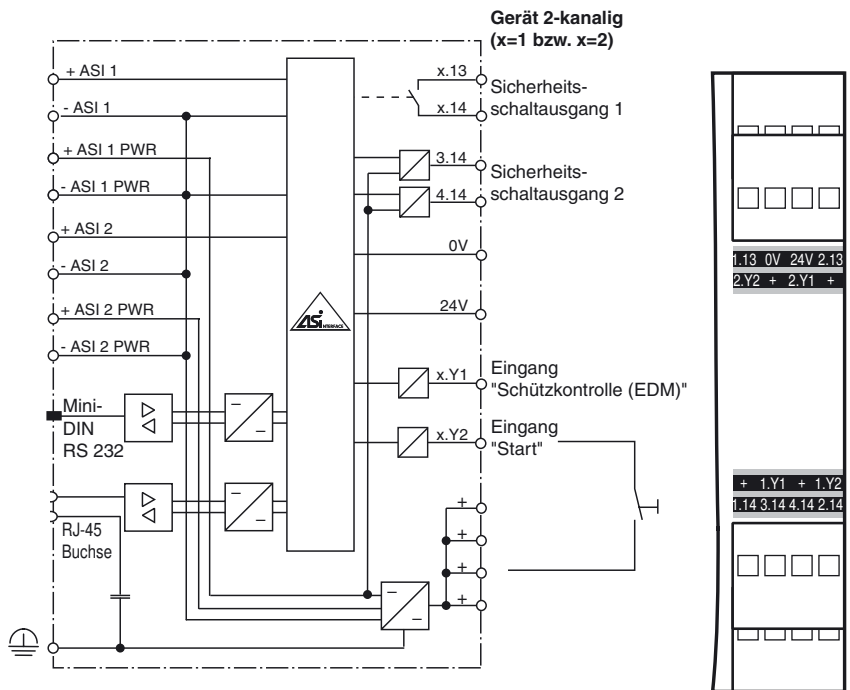 Gerät 2-kanalig
(x=1 bzw. x=2)
+ ASI 1
- ASI 1
+ ASI 1 PWR
- ASI 1 PWR
+ ASI 2
- ASI 2
+ ASI 2 PWR
- ASI 2 PWR
Mini-
DIN
RS 232
RJ-45
Buchse
ASi
INTERFACE
x.13
x.14
Sicherheits-
schaltausgang 1
3.14
4.14
Sicherheits-
schaltausgang 2
0V
24V
x.Y1
Eingang
"Schützkontrolle (EDM)"
x.Y2
Eingang
"Start"
+
+
+
+
1.13 0V 24V 2.13
2.Y2 + 2.Y1 +
+ 1.Y1 + 1.Y2
1.14 3.14 4.14 2.14